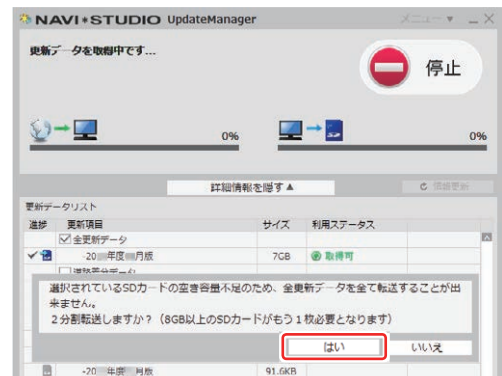 NAVI*STUDIO UpdateManager
メニュー
更新データを取得中です...
停止
0%
0%
詳細情報を隠す▲
更新データリスト
進捗 更新項目 サイズ 利用ステータス
全更新データ
-20 年度 月版 7GB 取得可
選択されているSDカードの空き容量不足のため、全更新データを全て転送することが出
来ません。
2分割転送しますか？（8GB以上のSDカードがもう1枚必要となります）
はい いいえ
-20 年度 月版 91.6KB